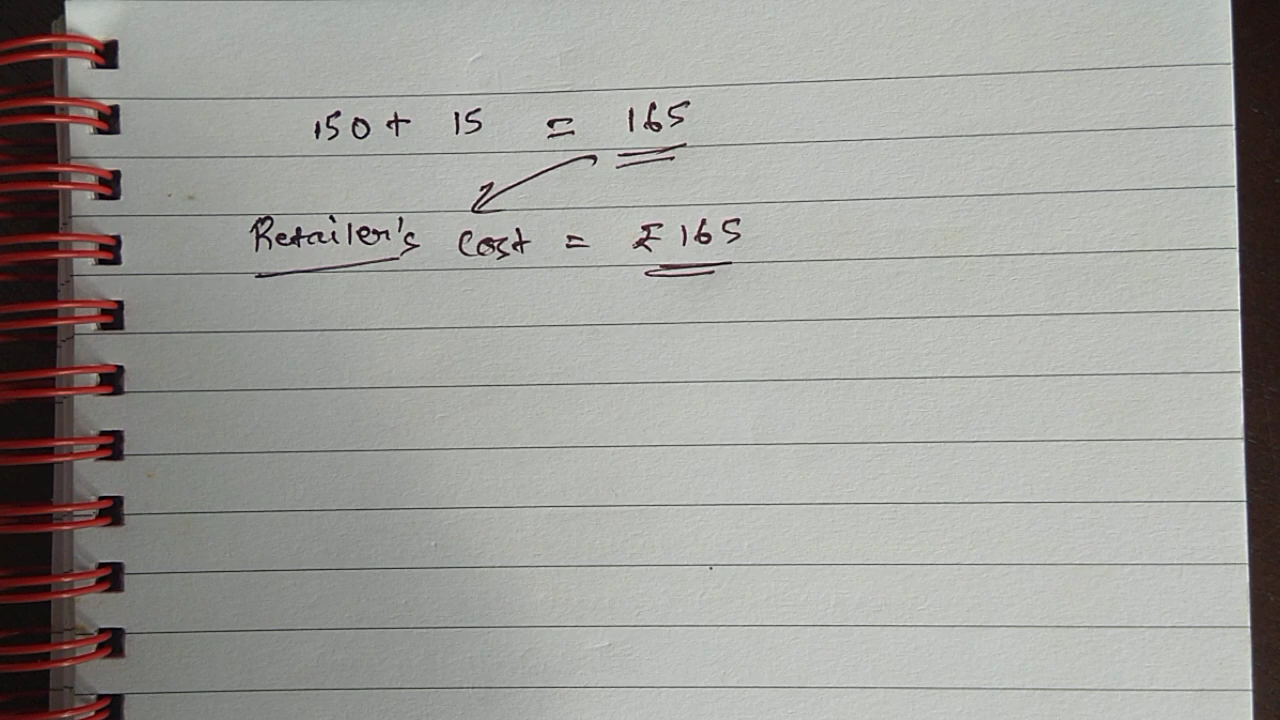 150 + 15 = 165
Retailer's cost = ₹165